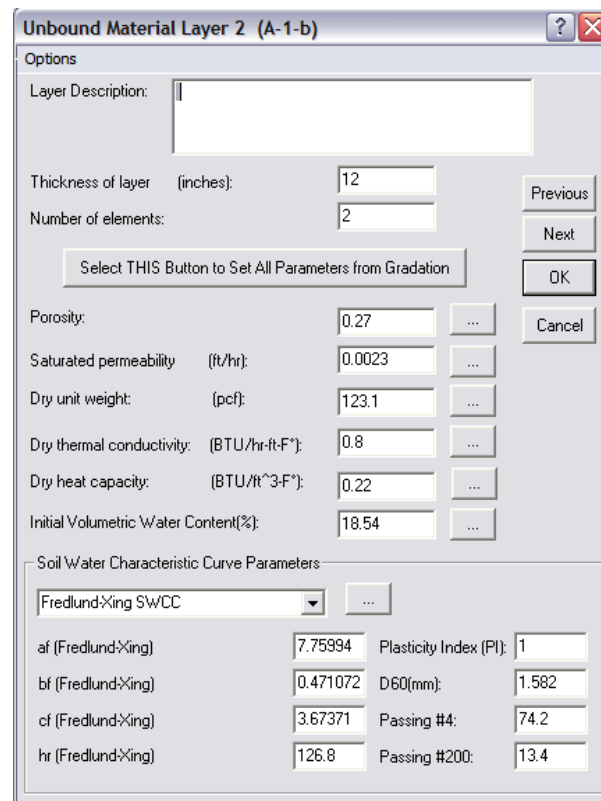 Unbound Material Layer 2 (A-1-b)
Options
Layer Description:
Thickness of layer (inches): 12
Number of elements: 2
Previous
Next
Select THIS Button to Set All Parameters from Gradation
OK
Cancel
Porosity: 0.27 ...
Saturated permeability (ft/hr): 0.0023 ...
Dry unit weight: (pcf): 123.1 ...
Dry thermal conductivity: (BTU/hr-ft-F°): 0.8 ...
Dry heat capacity: (BTU/ft^3-F°): 0.22 ...
Initial Volumetric Water Content(%): 18.54 ...
Soil Water Characteristic Curve Parameters
Fredlund-Xing SWCC ...
af (Fredlund-Xing) 7.75994 Plasticity Index (PI): 1
bf (Fredlund-Xing) 0.471072 D60(mm): 1.582
cf (Fredlund-Xing) 3.67371 Passing #4: 74.2
hr (Fredlund-Xing) 126.8 Passing #200: 13.4